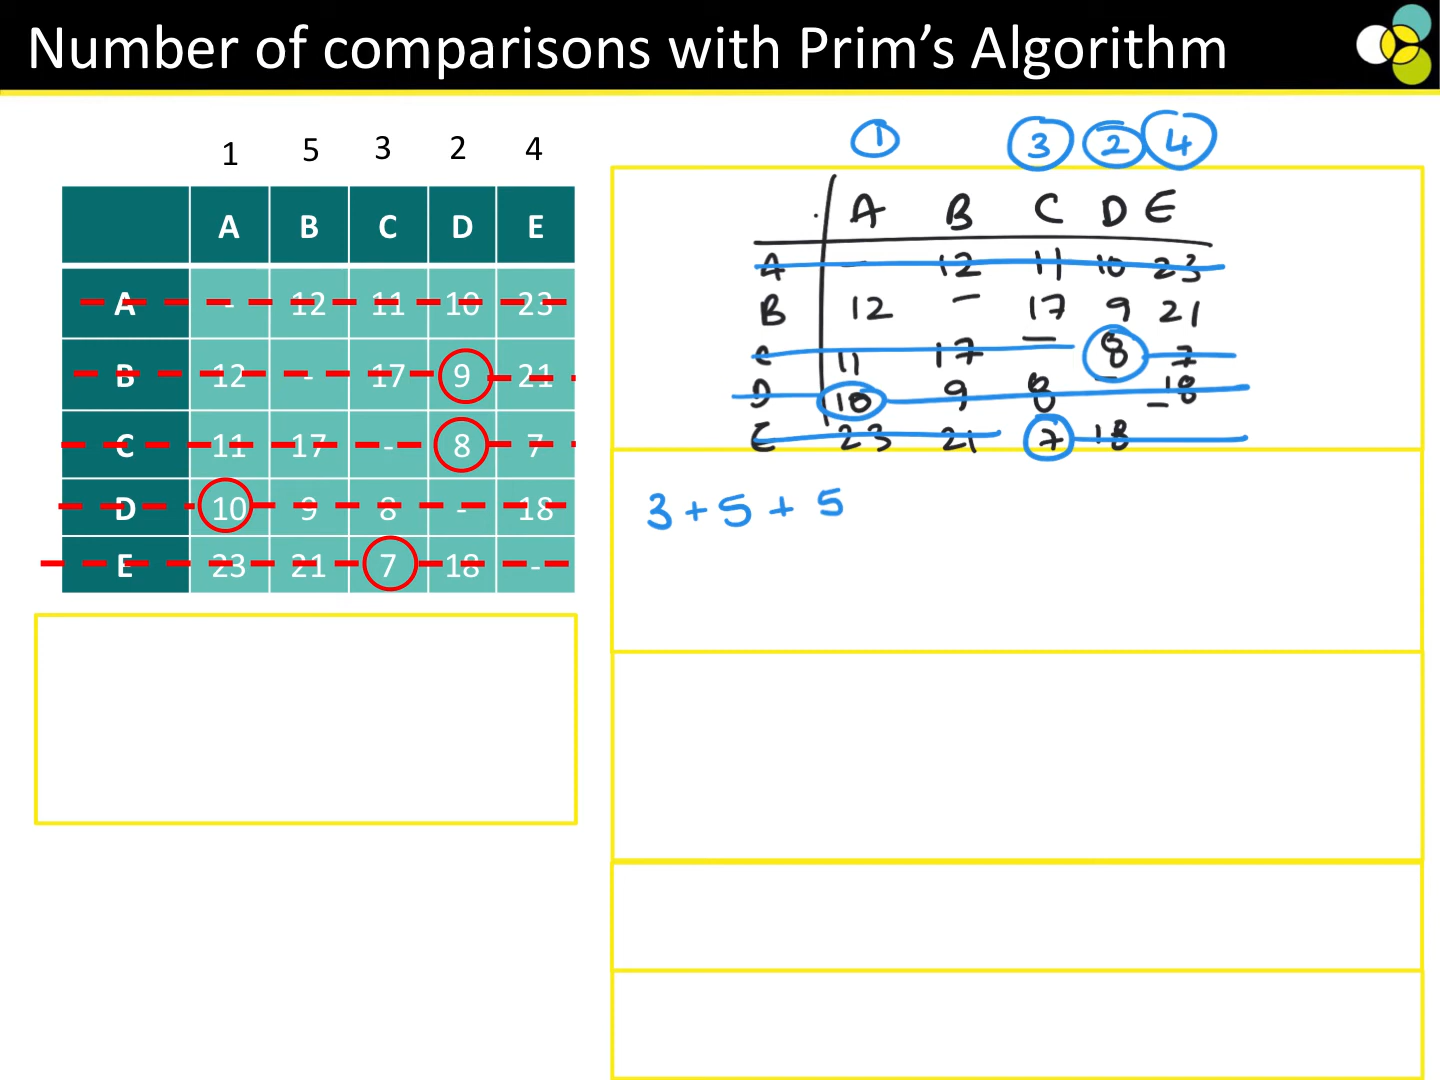 Number of comparisons with Prim's Algorithm
1 5 3 2 4
A B C D E
A - 12 11 10 23
B 12 - 17 9 21
C 11 17 - 8 7
D 10 9 8 - 18
E 23 21 7 18 -
1 3 2 4
A B C D E
A - 12 11 10 23
B 12 - 17 9 21
C 11 17 - 8 7
D 10 9 8 - 18
E 23 21 7 18
3 + 5 + 5